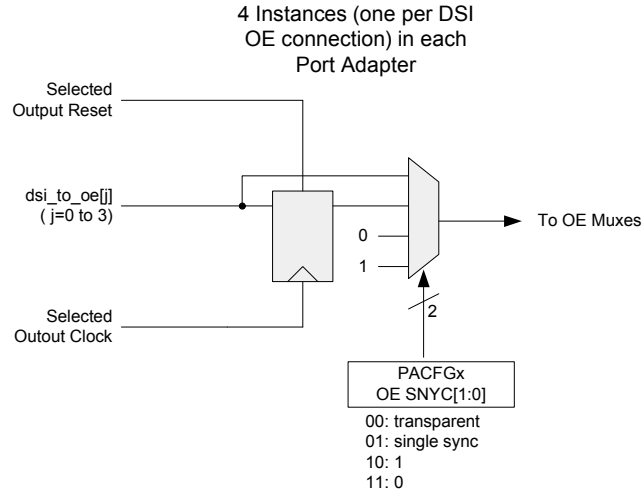 4 Instances (one per DSI
OE connection) in each
Port Adapter
Selected
Output Reset
dsi_to_oe[j]
( j=0 to 3)
0
1
To OE Muxes
Selected
Outout Clock
2
PACFGx
OE SNYC[1:0]
00: transparent
01: single sync
10: 1
11: 0